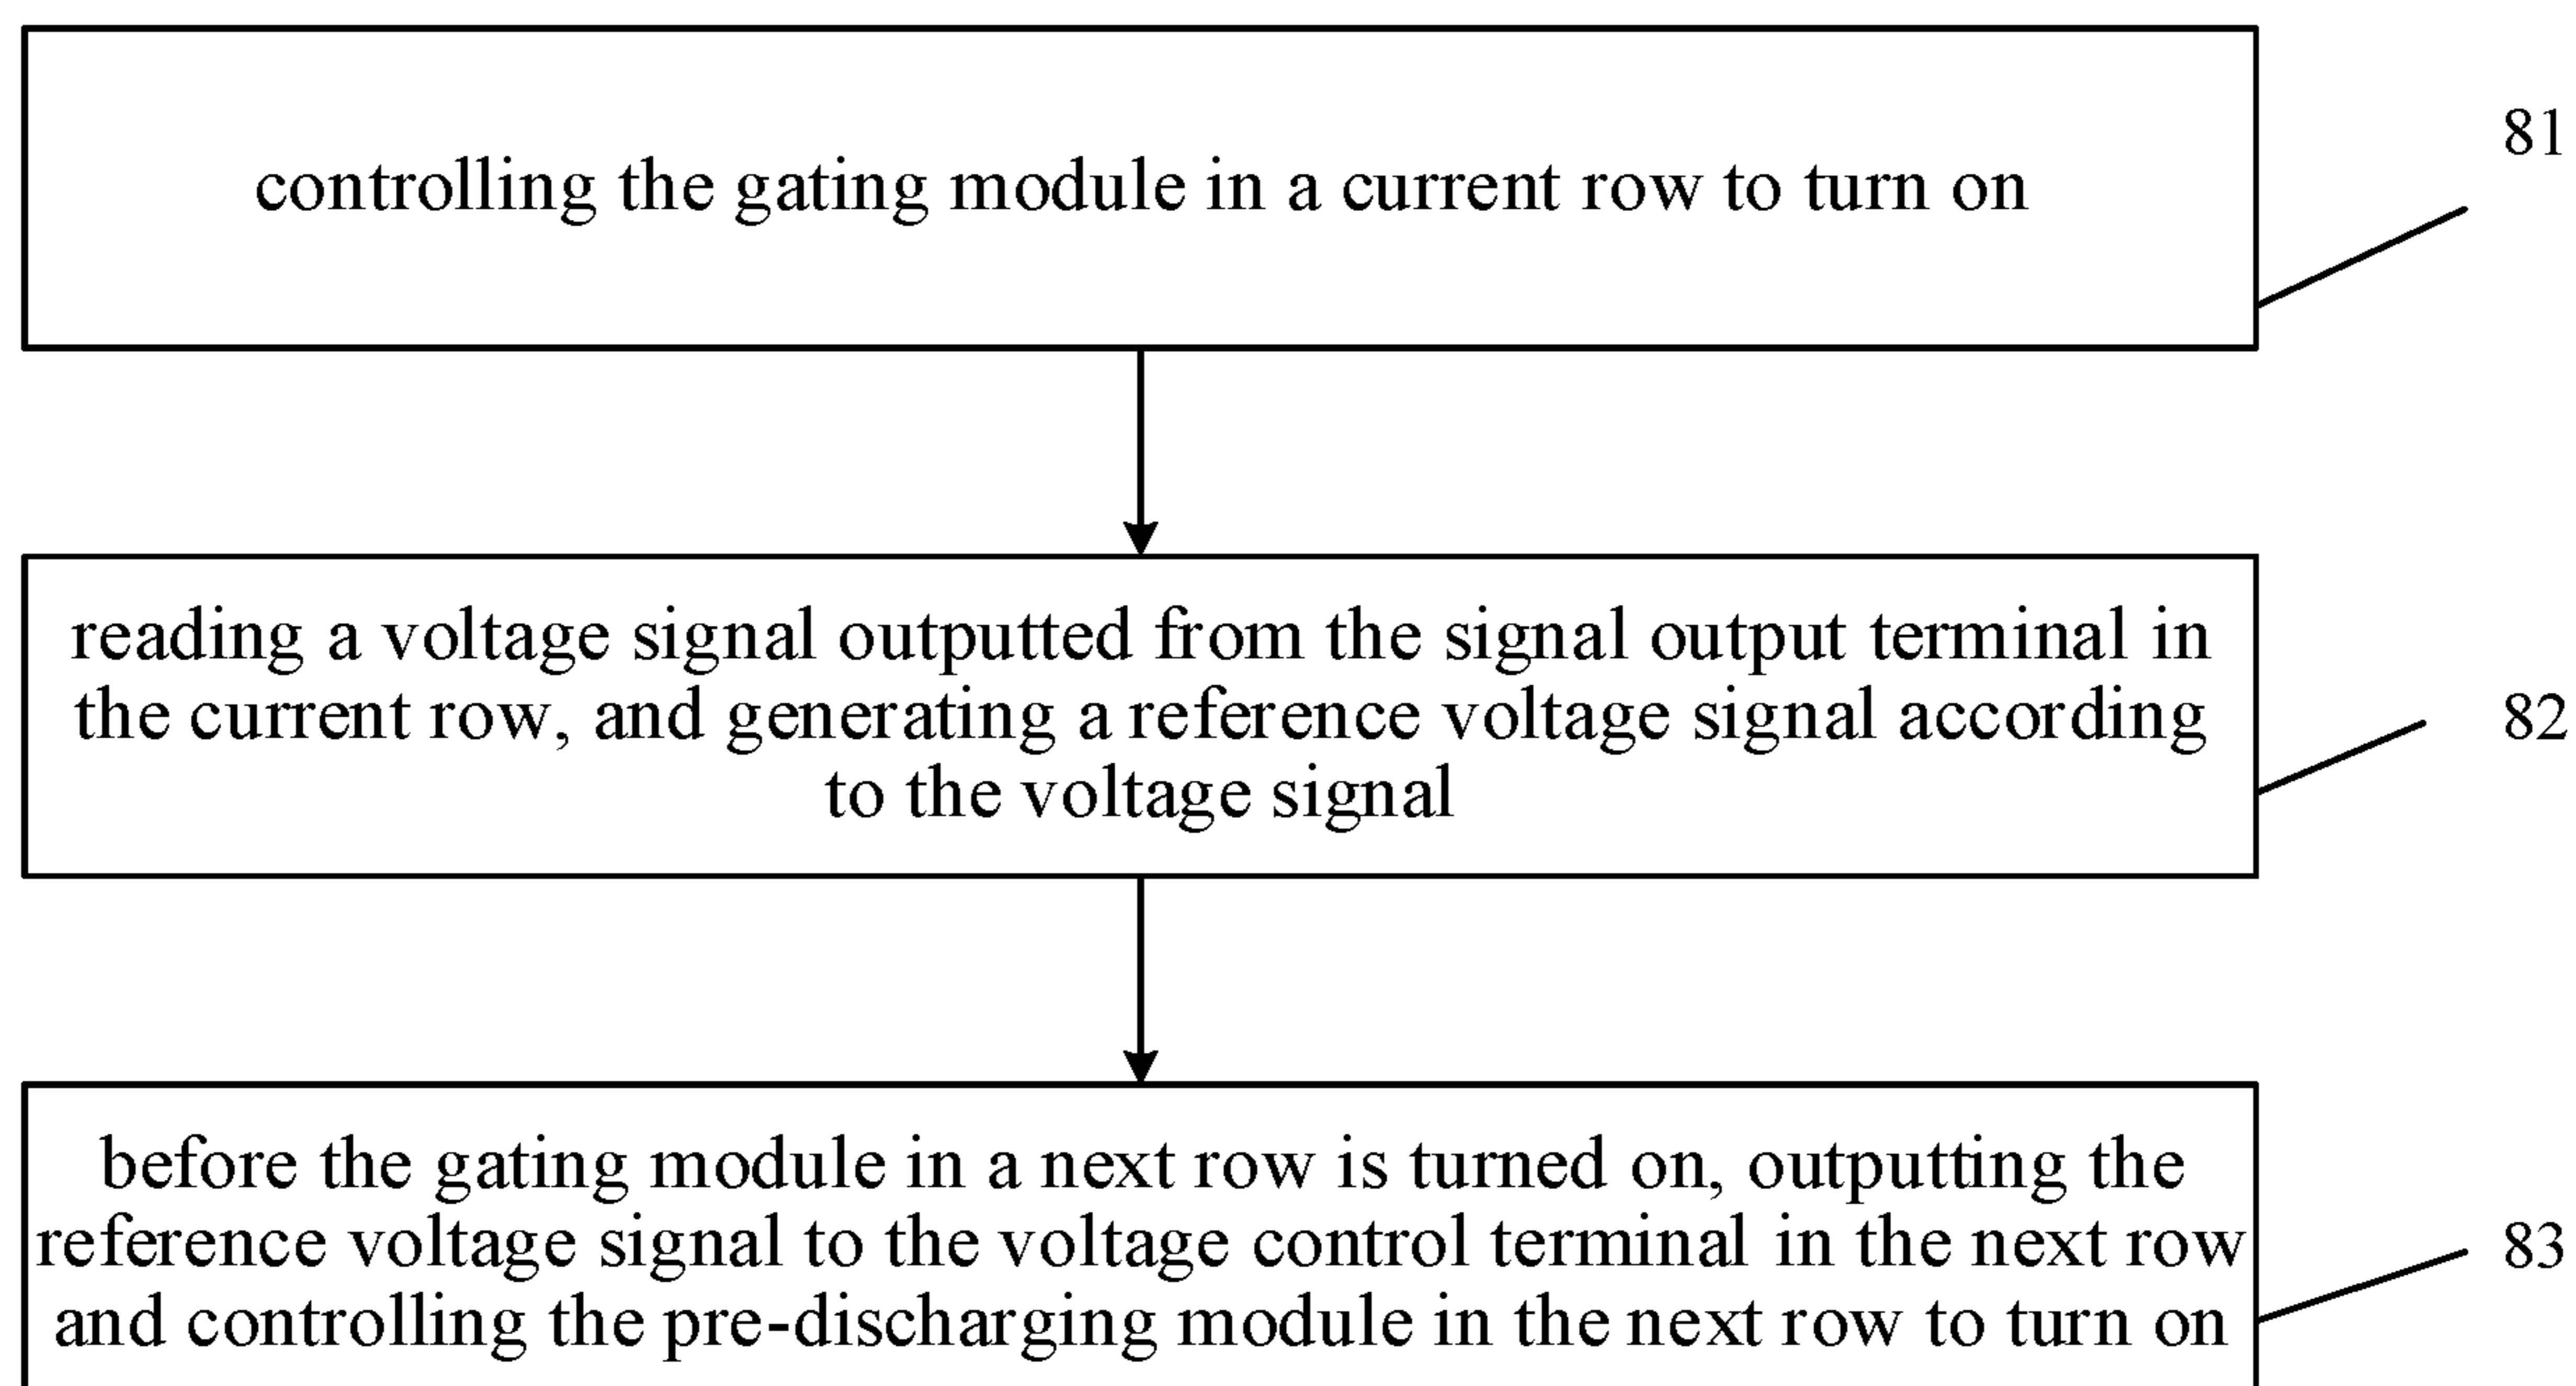 controlling the gating module in a current row to turn on
81
reading a voltage signal outputted from the signal output terminal in
the current row, and generating a reference voltage signal according
to the voltage signal
82
before the gating module in a next row is turned on, outputting the
reference voltage signal to the voltage control terminal in the next row
and controlling the pre-discharging module in the next row to turn on
83